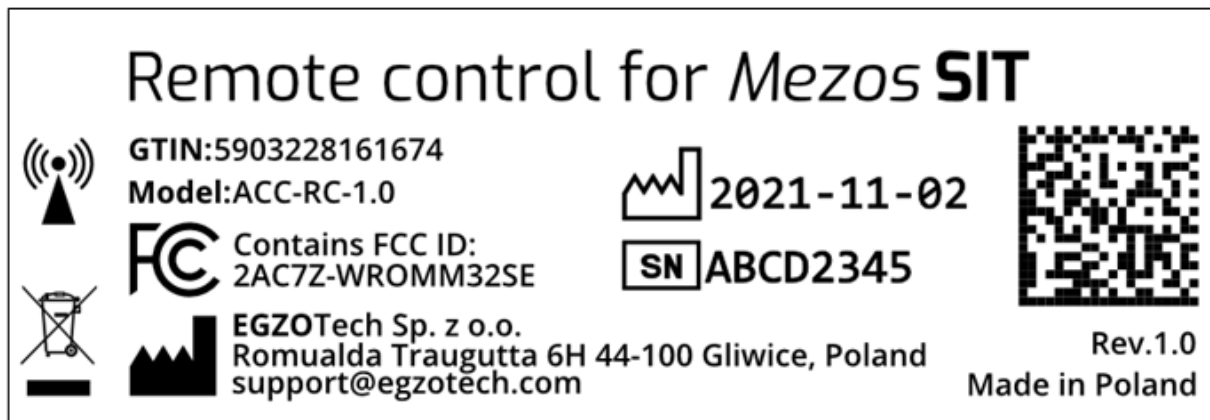 Remote control for Mezos SIT
GTIN:5903228161674
Model:ACC-RC-1.0
FC Contains FCC ID:
2AC7Z-WROMM32SE
2021-11-02
SN ABCD2345
EGZOTech Sp. z o.o.
Romualda Traugutta 6H 44-100 Gliwice, Poland
support@egzotech.com
Rev.1.0
Made in Poland